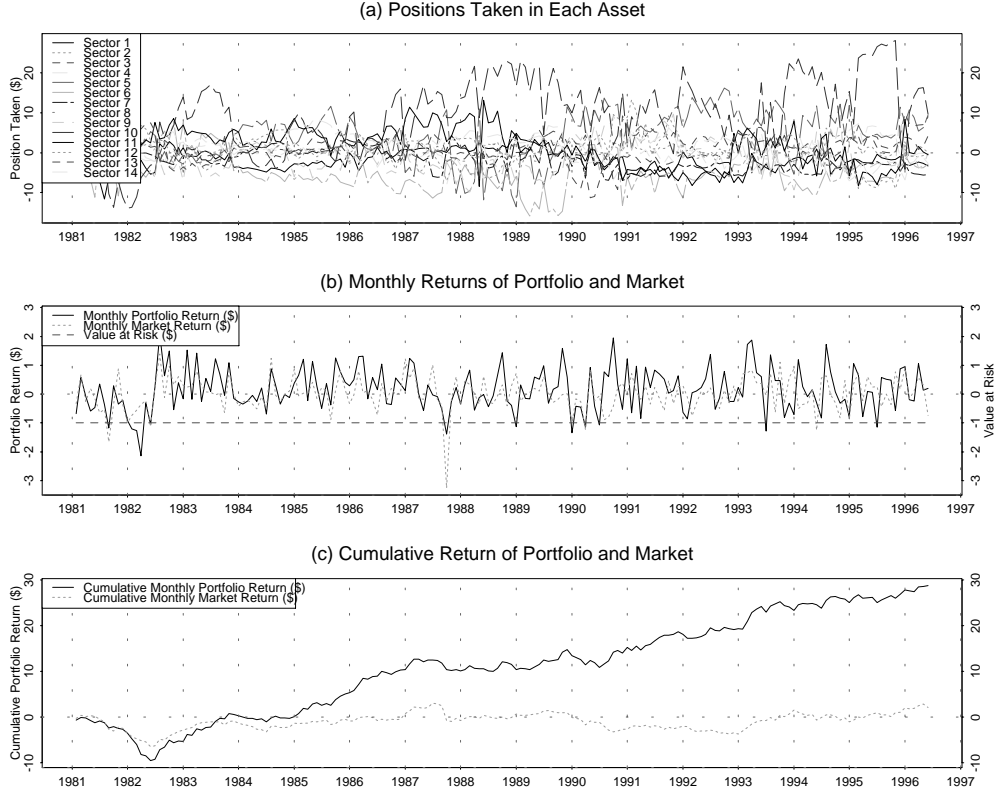 (a) Positions Taken in Each Asset
Position Taken ($)
20
10
0
-10
Sector 1
Sector 2
Sector 3
Sector 4
Sector 5
Sector 6
Sector 7
Sector 8
Sector 9
Sector 10
Sector 11
Sector 12
Sector 13
Sector 14
20
10
0
-10
1981 1982 1983 1984 1985 1986 1987 1988 1989 1990 1991 1992 1993 1994 1995 1996 1997
(b) Monthly Returns of Portfolio and Market
Portfolio Return ($)
3
2
1
0
-1
-2
-3
Monthly Portfolio Return ($)
Monthly Market Return ($)
Value at Risk ($)
3
2
1
0
-1
-2
-3
Value at Risk
1981 1982 1983 1984 1985 1986 1987 1988 1989 1990 1991 1992 1993 1994 1995 1996 1997
(c) Cumulative Return of Portfolio and Market
Cumulative Portfolio Return ($)
30
20
10
0
-10
Cumulative Monthly Portfolio Return ($)
Cumulative Monthly Market Return ($)
30
20
10
0
-10
1981 1982 1983 1984 1985 1986 1987 1988 1989 1990 1991 1992 1993 1994 1995 1996 1997